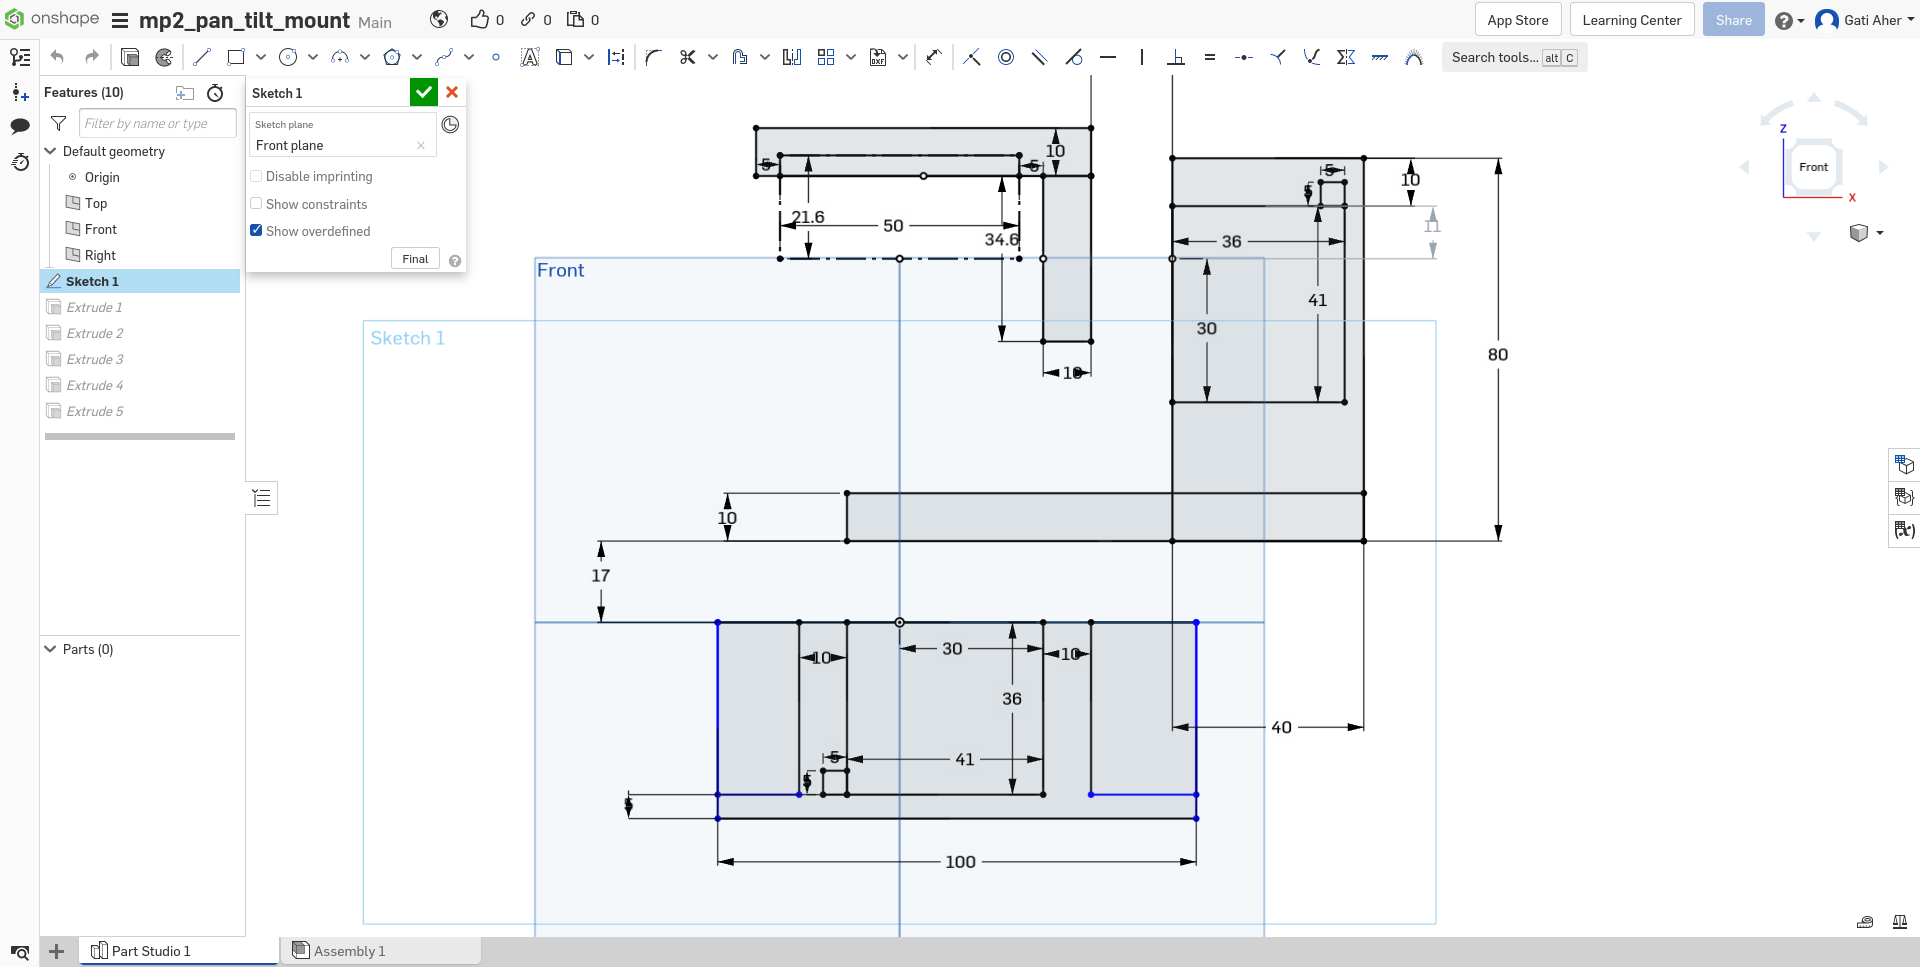 onshape
mp2_pan_tilt_mount Main
0
0
0
App Store
Learning Center
Share
Gati Aher
Search tools... alt C
Features (10)
Filter by name or type
Default geometry
Origin
Top
Front
Right
Sketch 1
Extrude 1
Extrude 2
Extrude 3
Extrude 4
Extrude 5
Parts (0)
Sketch 1
Sketch plane
Front plane
Disable imprinting
Show constraints
Show overdefined
Final
Front
Sketch 1
5
5
10
21.6
50
34.6
10
5
5
10
11
36
41
30
80
10
17
10
30
10
36
5
5
41
40
5
100
Z
Front
X
Part Studio 1
Assembly 1